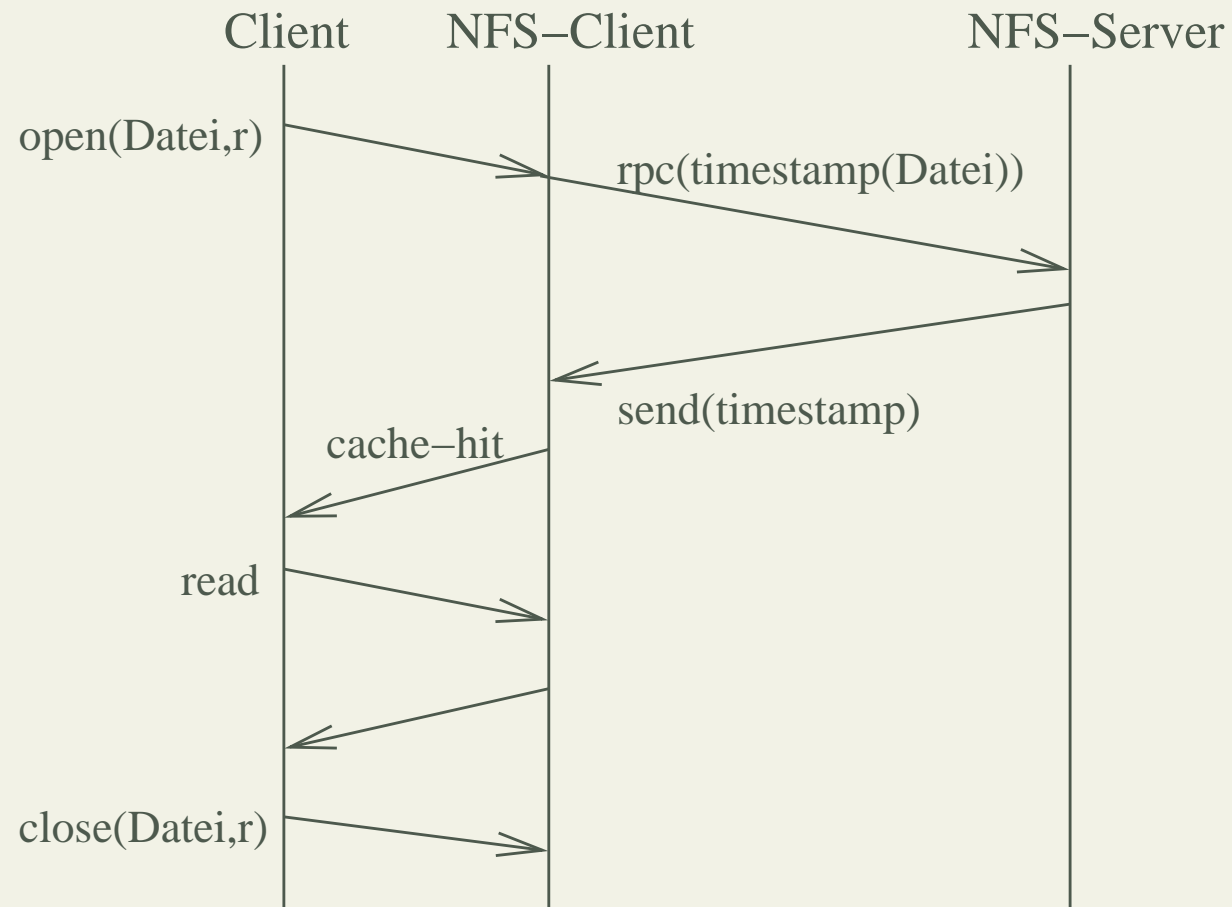 Client
NFS–Client
NFS–Server
open(Datei,r)
rpc(timestamp(Datei))
send(timestamp)
cache–hit
read
close(Datei,r)